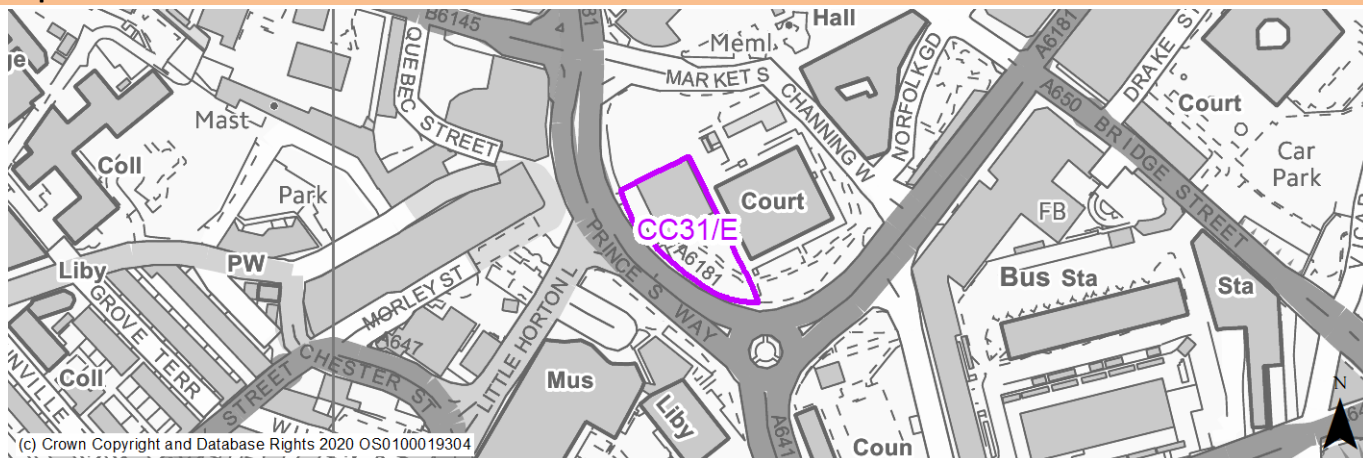 B6145
Hall
Meml
A6181
QUEBEC STREET
MARKET S
CHANNING W
NORFOLK GD
DRAKE S
A650
BRIDGE STREET
Court
Mast
Coll
Park
Court
Car
Park
CC31/E
A6181
FB
PRINCE S WAY
PW
Liby
MORLEY ST
GROVE TERR
LITTLE HORTON L
Bus Sta
Sta
A647
CHESTER ST
STREET
Coll
Mus
Liby
N
A641
Coun
(c) Crown Copyright and Database Rights 2020 OS0100019304